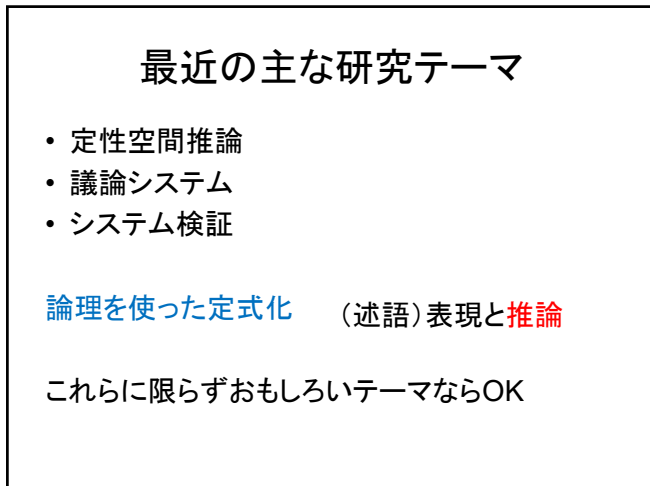 最近の主な研究テーマ
• 定性空間推論
• 議論システム
• システム検証
論理を使った定式化 (述語)表現と推論
これらに限らずおもしろいテーマならOK